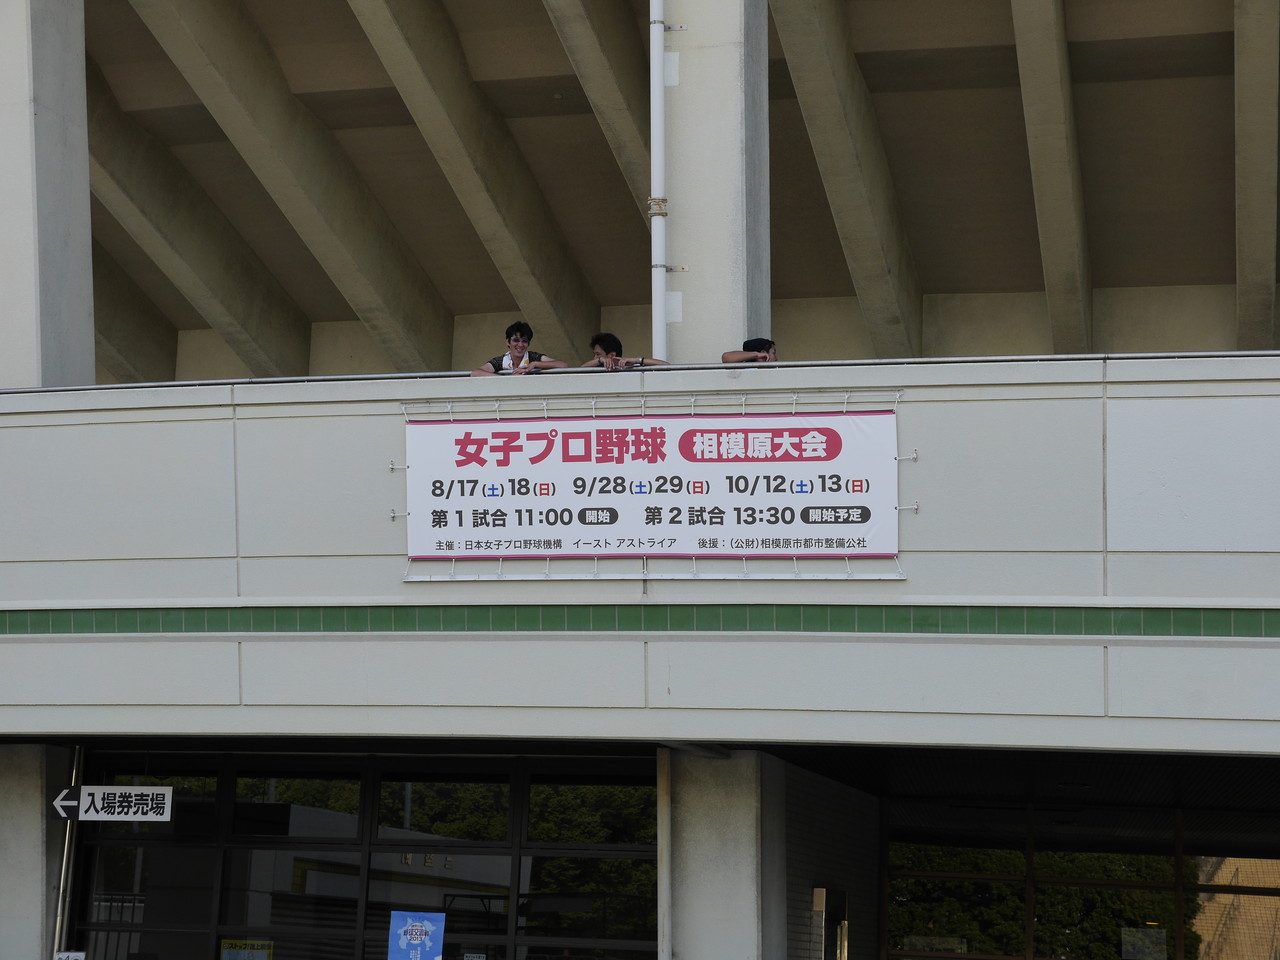 女子プロ野球 相模原大会
8/17(土)18(日) 9/28(土)29(日) 10/12(土)13(日)
第1試合 11:00 開始 第2試合 13:30 開始予定
主催：日本女子プロ野球機構 イースト アストライア 後援：(公財)相模原市都市整備公社
入場券売場
2013